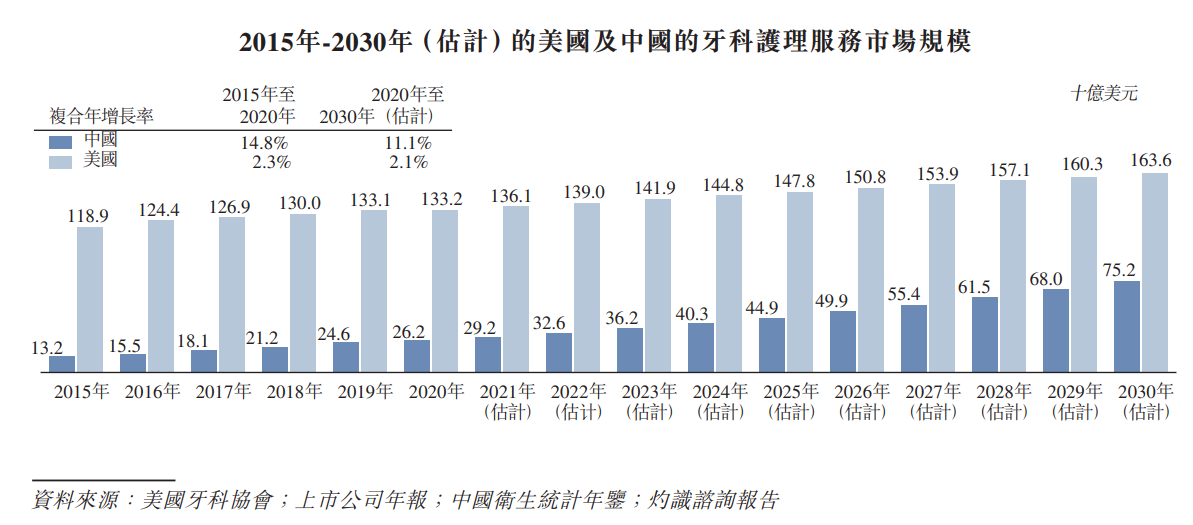 2015年-2030年（估計）的美國及中國的牙科護理服務市場規模
十億美元
2015年至 2020年至
複合年增長率 2020年 2030年（估計）
中國 14.8% 11.1%
美國 2.3% 2.1%
118.9 124.4 126.9 130.0 133.1 133.2 136.1 139.0 141.9 144.8 147.8 150.8 153.9 157.1 160.3 163.6
13.2 15.5 18.1 21.2 24.6 26.2 29.2 32.6 36.2 40.3 44.9 49.9 55.4 61.5 68.0 75.2
2015年 2016年 2017年 2018年 2019年 2020年 2021年 2022年 2023年 2024年 2025年 2026年 2027年 2028年 2029年 2030年
（估計） （估计） （估計） （估計） （估計） （估計） （估計） （估計） （估計） （估計）
資料來源：美國牙科協會；上市公司年報；中國衛生統計年鑒；灼識諮詢報告